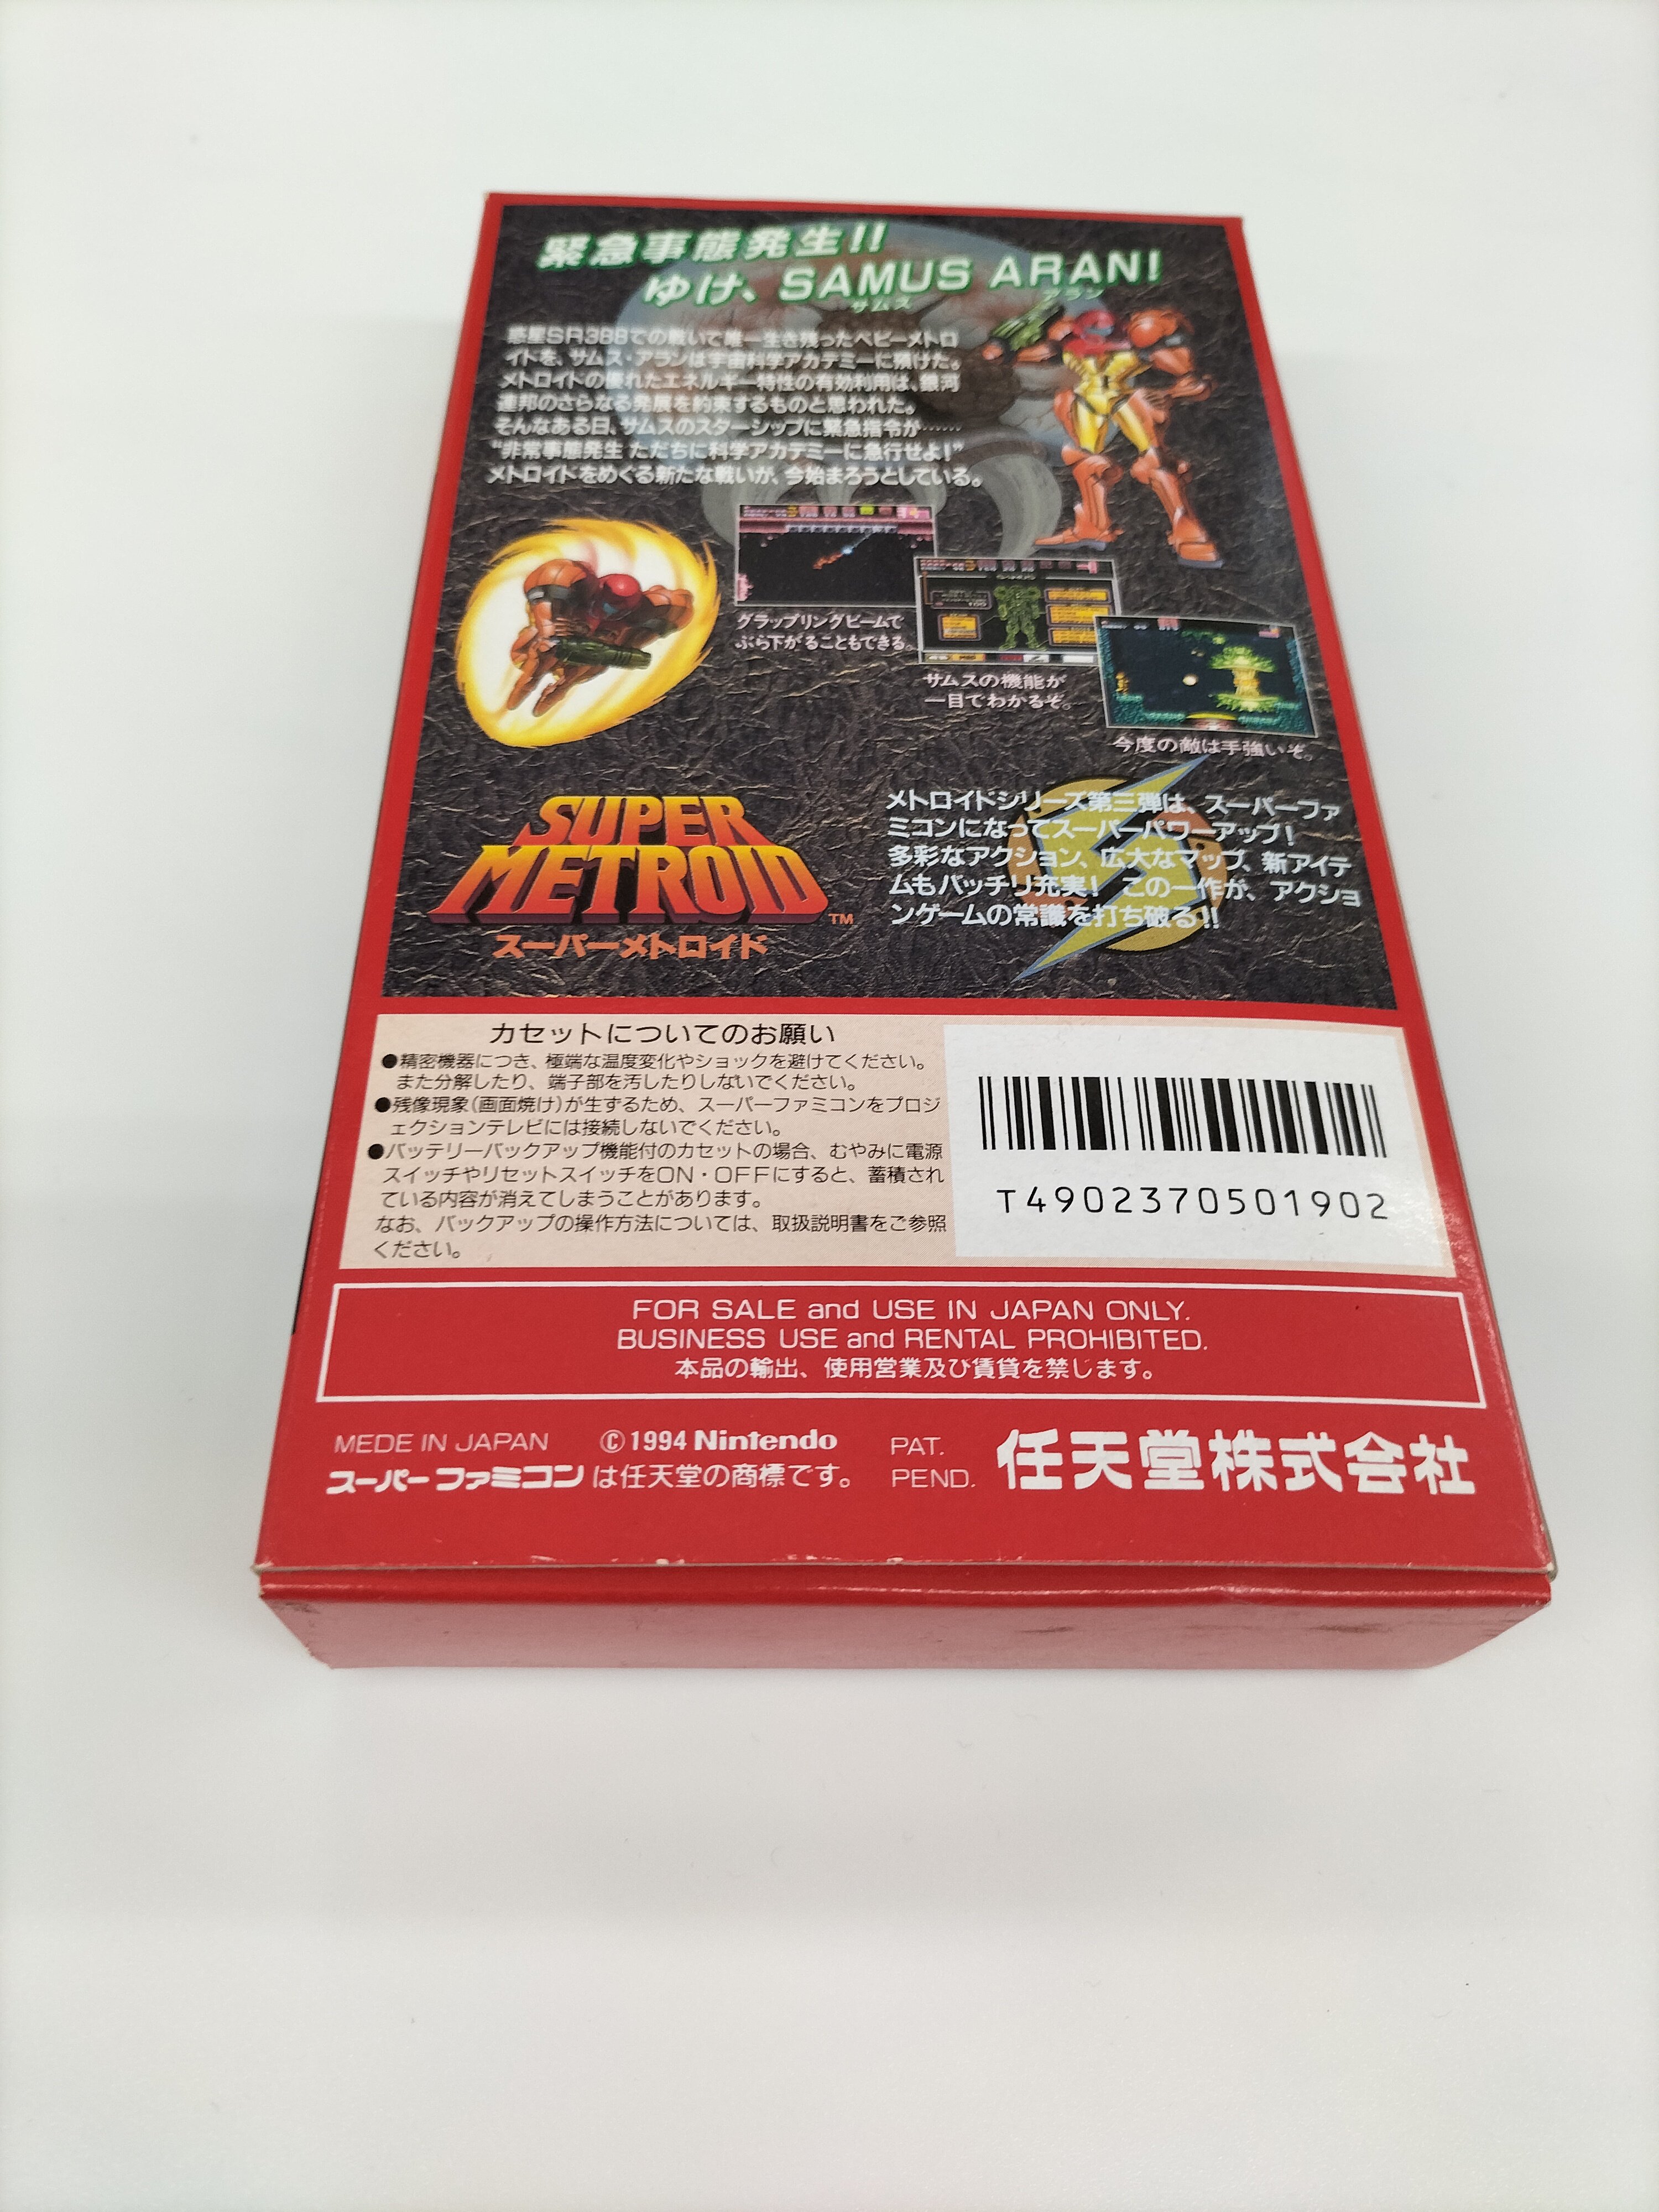 緊急事態発生!!
ゆけ、SAMUS ARAN!
サムス アラン
惑星SR388での戦いで唯一生き残ったベビーメトロ
イドを、サムス・アランは宇宙科学アカデミーに預けた。
メトロイドの優れたエネルギー特性の有効利用は、銀河
連邦のさらなる発展を約束するものと思われた。
そんなある日、サムスのスターシップに緊急指令が……
“非常事態発生 ただちに科学アカデミーに急行せよ!”
メトロイドをめぐる新たな戦いが、今始まろうとしている。
グラップリングビームで
ぶら下がることもできる。
サムスの機能が
一目でわかるぞ。
今度の敵は手強いぞ。
SUPER
METROID™
スーパーメトロイド
メトロイドシリーズ第三弾は、スーパーファ
ミコンになってスーパーパワーアップ!
多彩なアクション、広大なマップ、新アイテ
ムもバッチリ充実! この一作が、アクショ
ンゲームの常識を打ち破る!!
カセットについてのお願い
●精密機器につき、極端な温度変化やショックを避けてください。
また分解したり、端子部を汚したりしないでください。
●残像現象(画面焼け)が生ずるため、スーパーファミコンをプロジ
ェクションテレビには接続しないでください。
●バッテリーバックアップ機能付のカセットの場合、むやみに電源
スイッチやリセットスイッチをON・OFFにすると、蓄積され
ている内容が消えてしまうことがあります。
なお、バックアップの操作方法については、取扱説明書をご参照
ください。
T4902370501902
FOR SALE and USE IN JAPAN ONLY.
BUSINESS USE and RENTAL PROHIBITED.
本品の輸出、使用営業及び賃貸を禁じます。
MEDE IN JAPAN ©1994 Nintendo
スーパーファミコンは任天堂の商標です。
PAT.
PEND.
任天堂株式会社